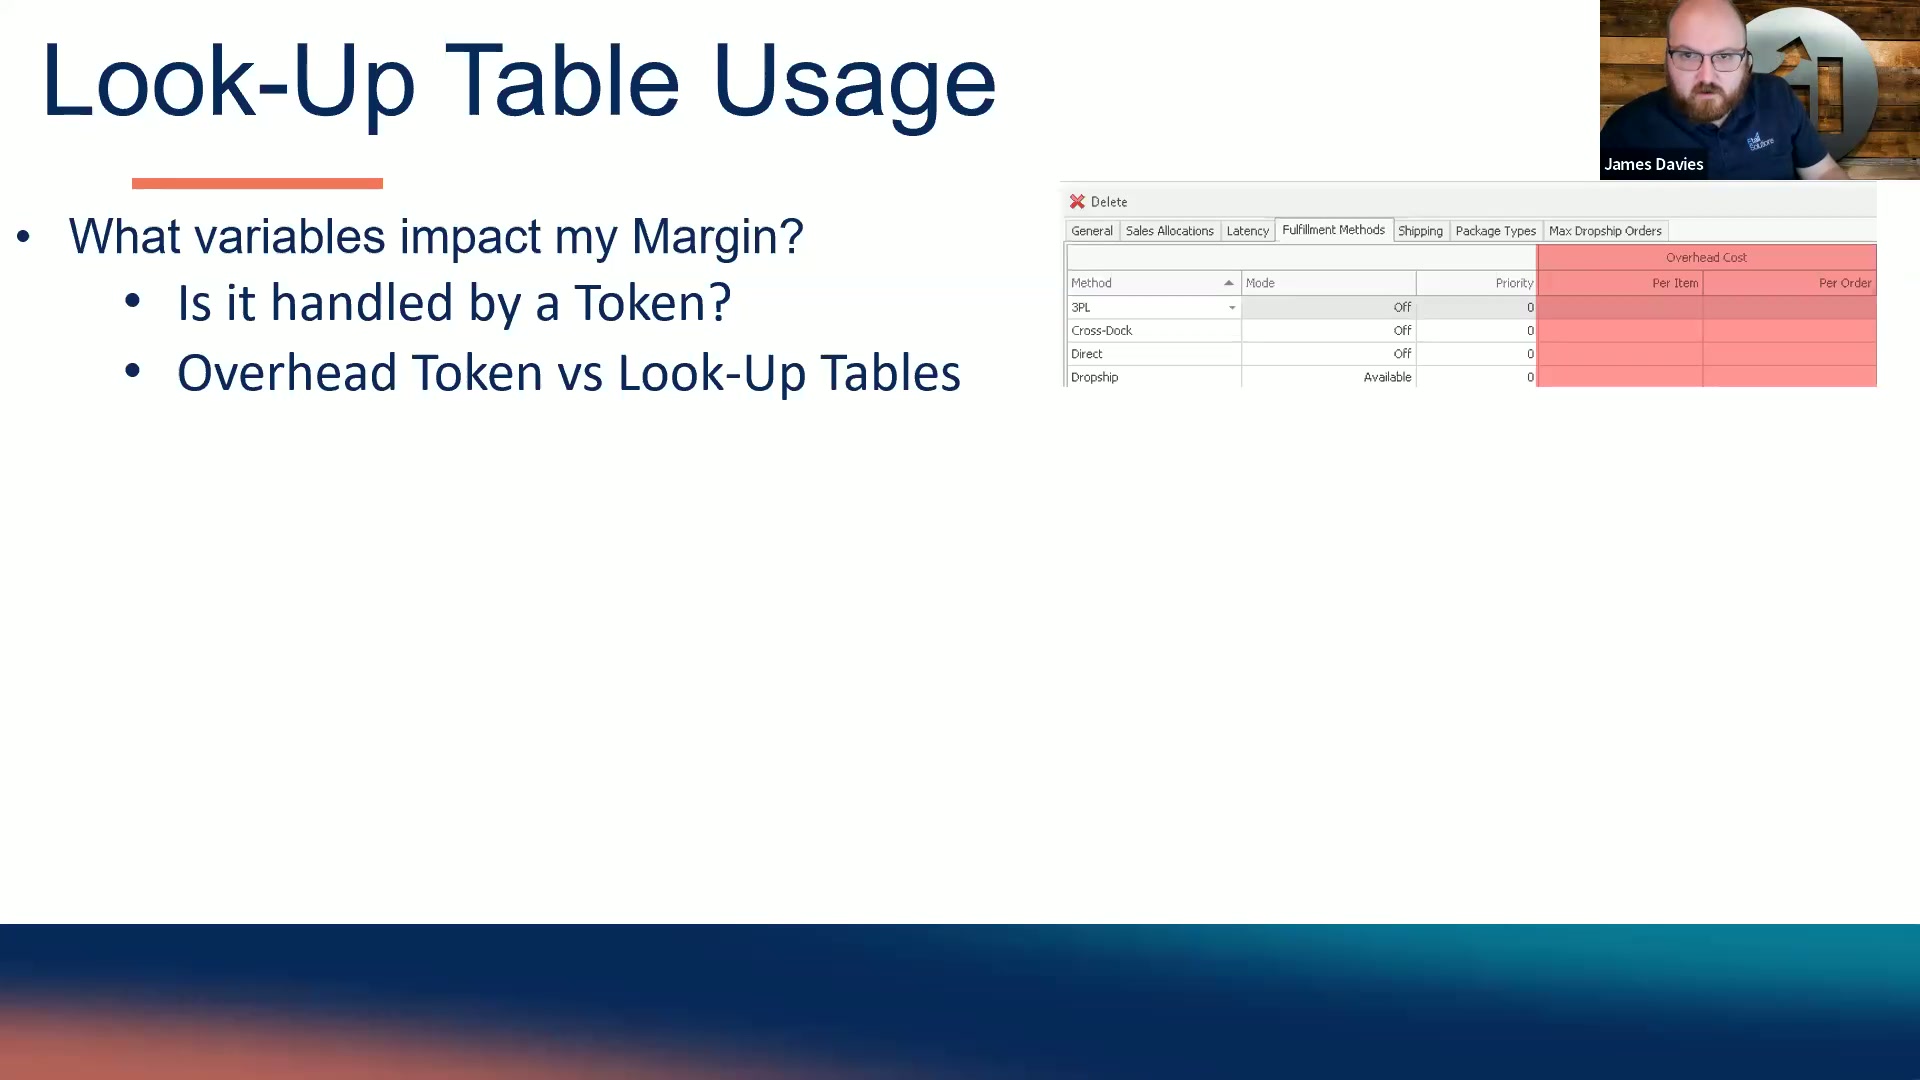 Look-Up Table Usage
• What variables impact my Margin?
• Is it handled by a Token?
• Overhead Token vs Look-Up Tables
James Davies
Delete
General Sales Allocations Latency Fulfillment Methods Shipping Package Types Max Dropship Orders
Overhead Cost
Method Mode Priority Per Item Per Order
3PL Off 0
Cross-Dock Off 0
Direct Off 0
Dropship Available 0